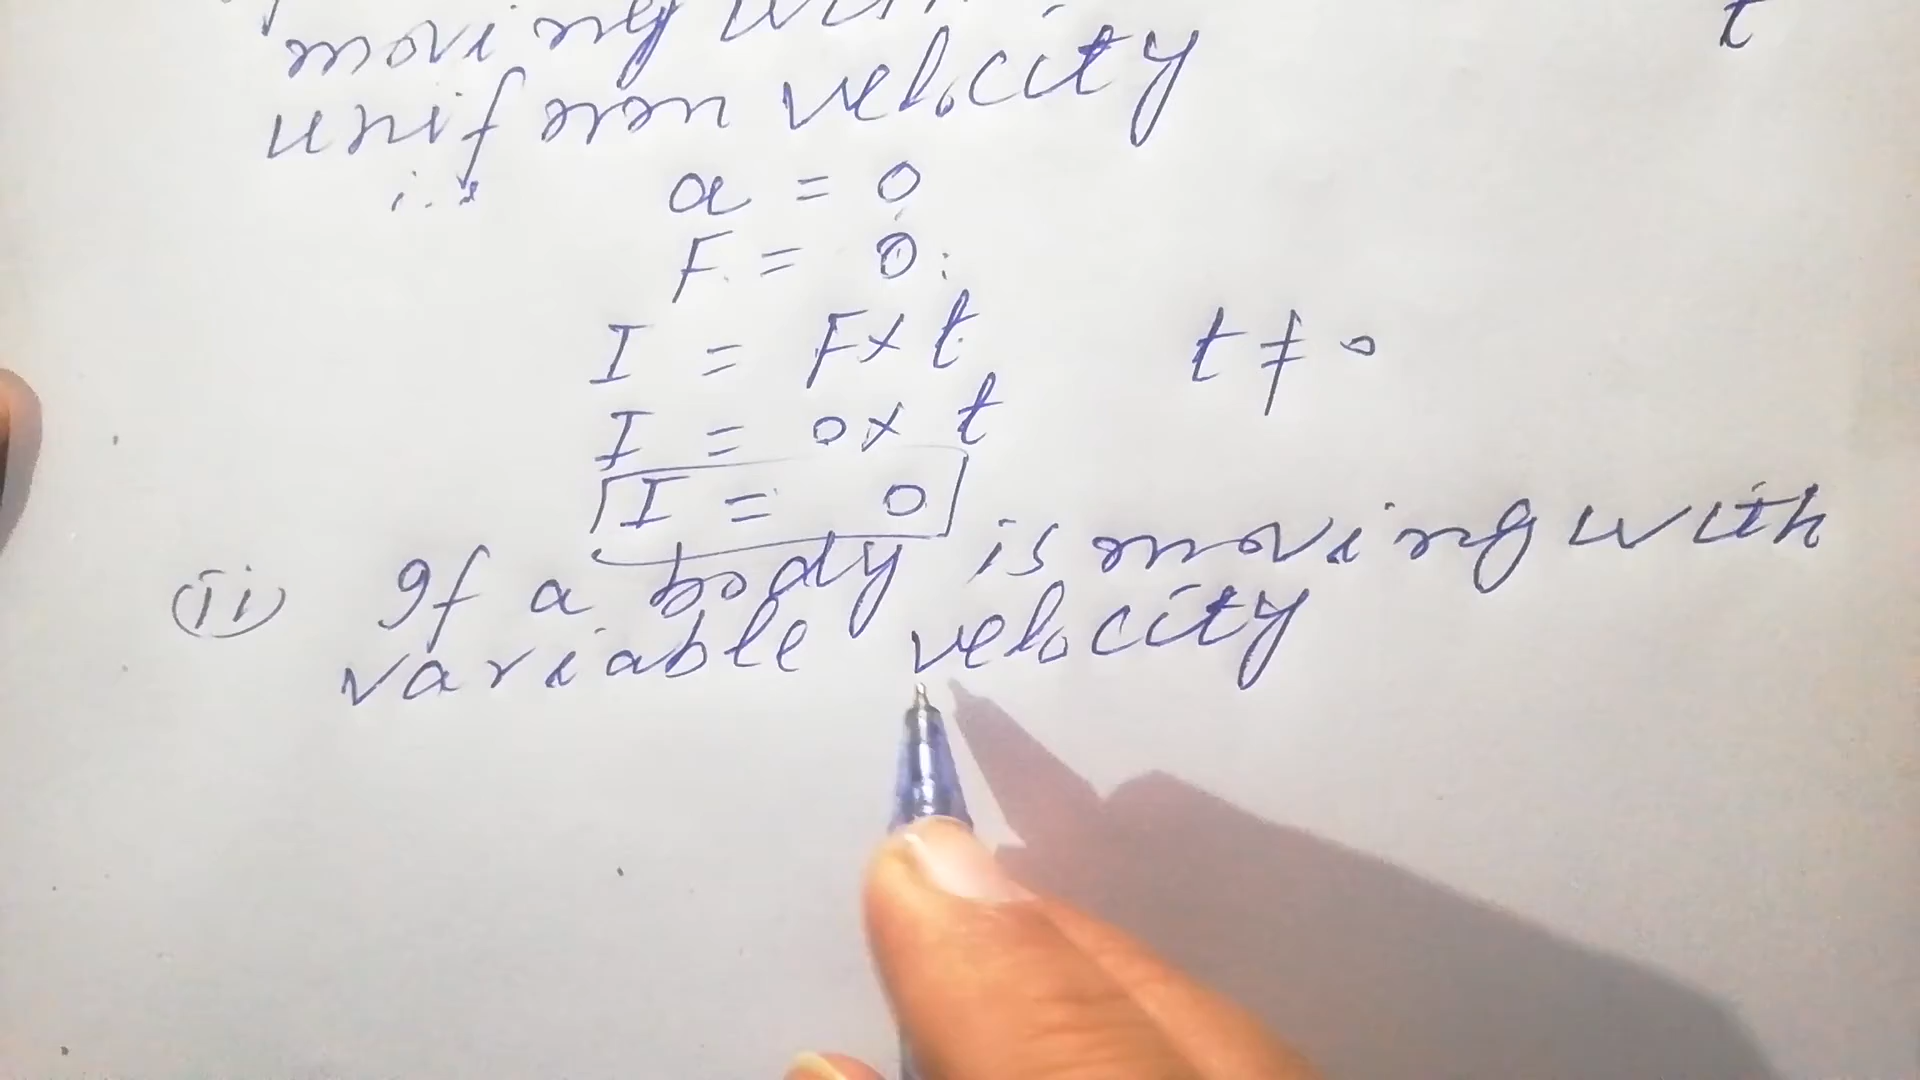 moving with
t
uniform velocity
i.e a = 0
F = 0
I = F x t t ≠ 0
I = 0 x t
I = 0
(ii) If a body is moving with
variable velocity